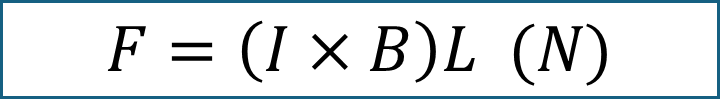 F = (I × B)L (N)